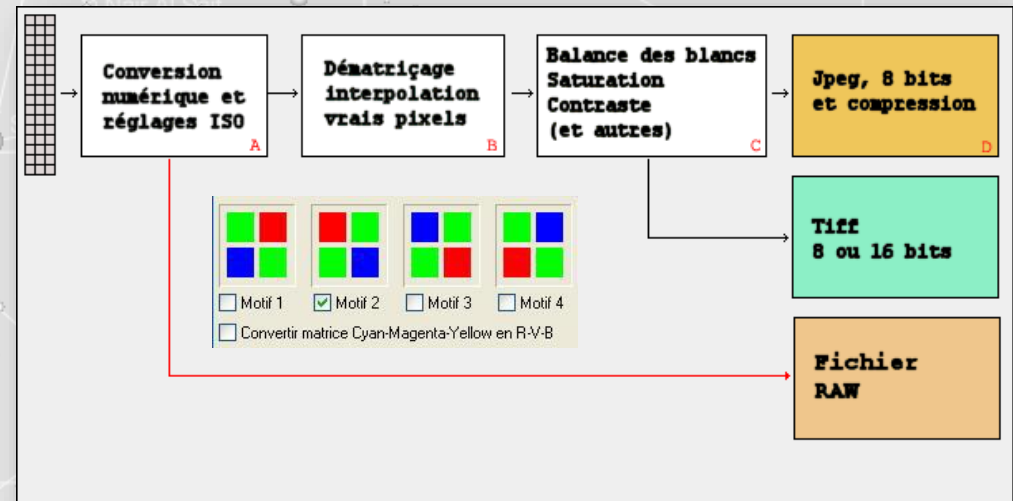 Conversion
numérique et
réglages ISO
A
Dématriçage
interpolation
vrais pixels
B
Balance des blancs
Saturation
Contraste
(et autres)
C
Jpeg, 8 bits
et compression
D
Tiff
8 ou 16 bits
Motif 1
Motif 2
Motif 3
Motif 4
Convertir matrice Cyan-Magenta-Yellow en R-V-B
Fichier
RAW